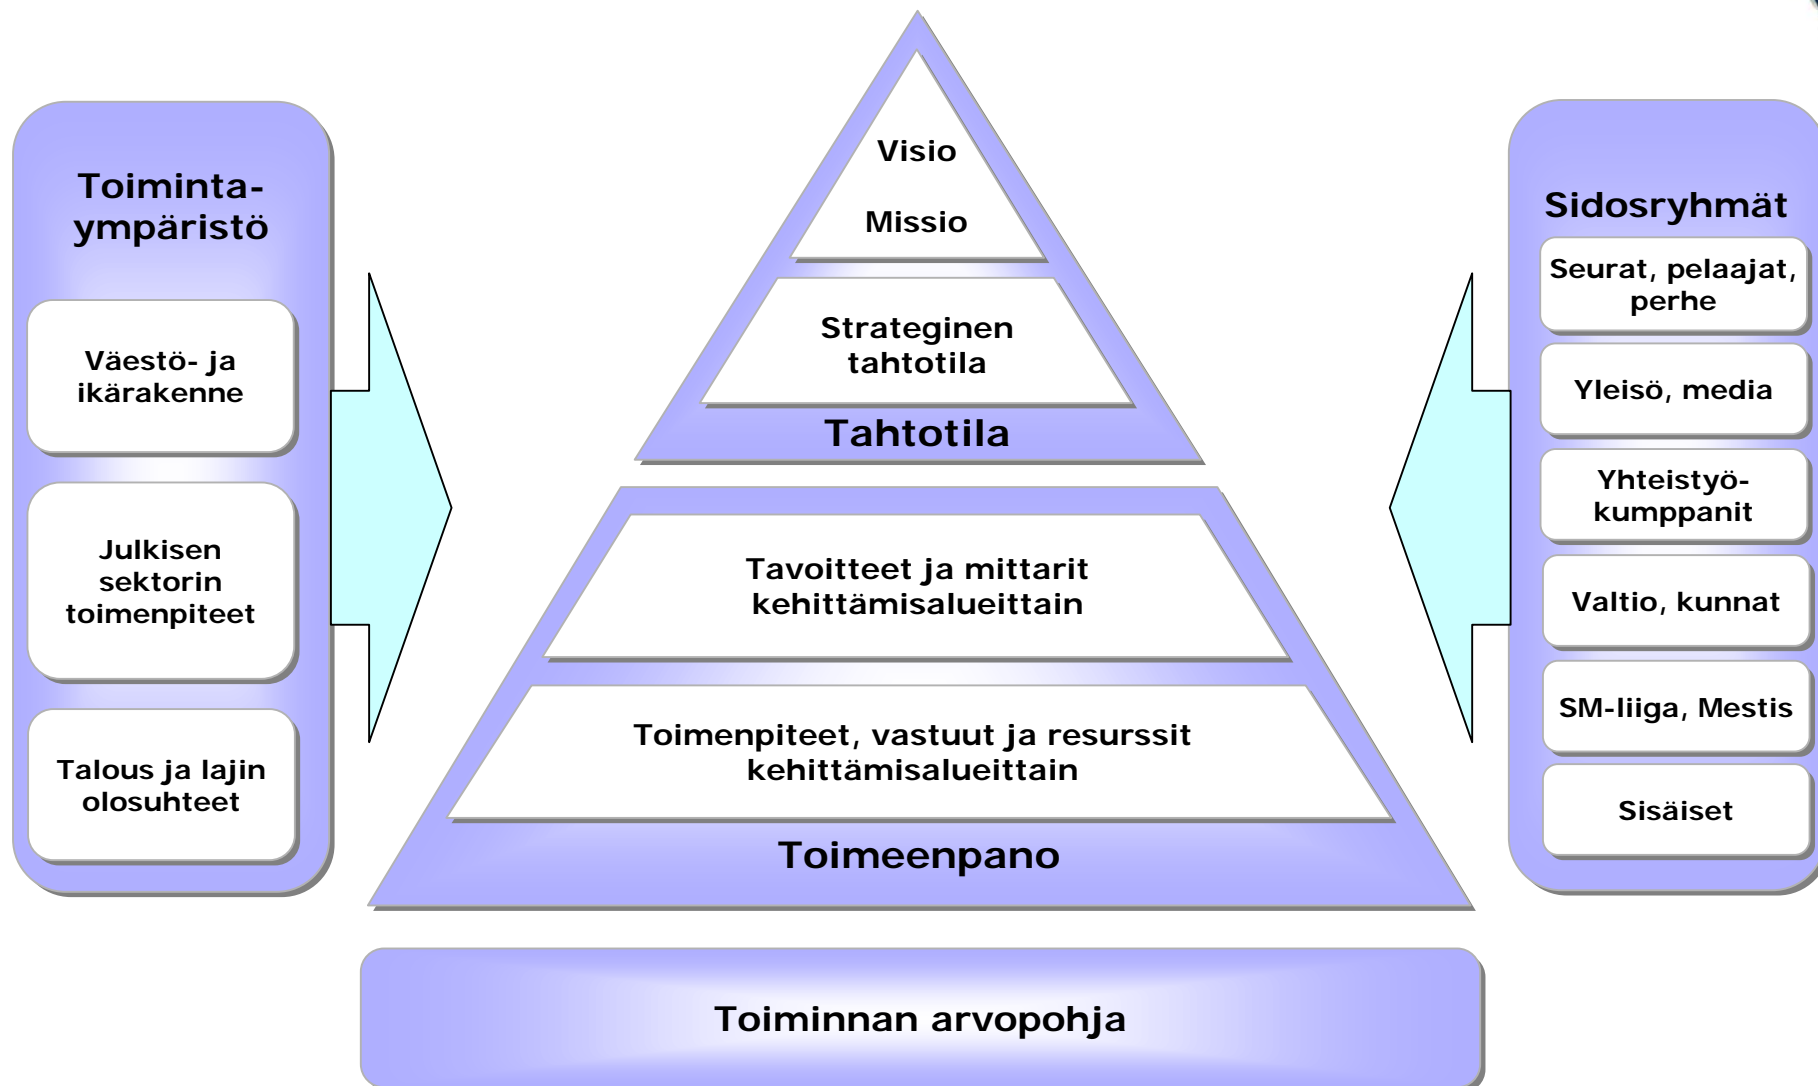 Toiminta-
ympäristö
Väestö- ja
ikärakenne
Julkisen
sektorin
toimenpiteet
Talous ja lajin
olosuhteet
Visio
Missio
Strateginen
tahtotila
Tahtotila
Tavoitteet ja mittarit
kehittämisalueittain
Toimenpiteet, vastuut ja resurssit
kehittämisalueittain
Toimeenpano
Toiminnan arvopohja
Sidosryhmät
Seurat, pelaajat,
perhe
Yleisö, media
Yhteistyö-
kumppanit
Valtio, kunnat
SM-liiga, Mestis
Sisäiset